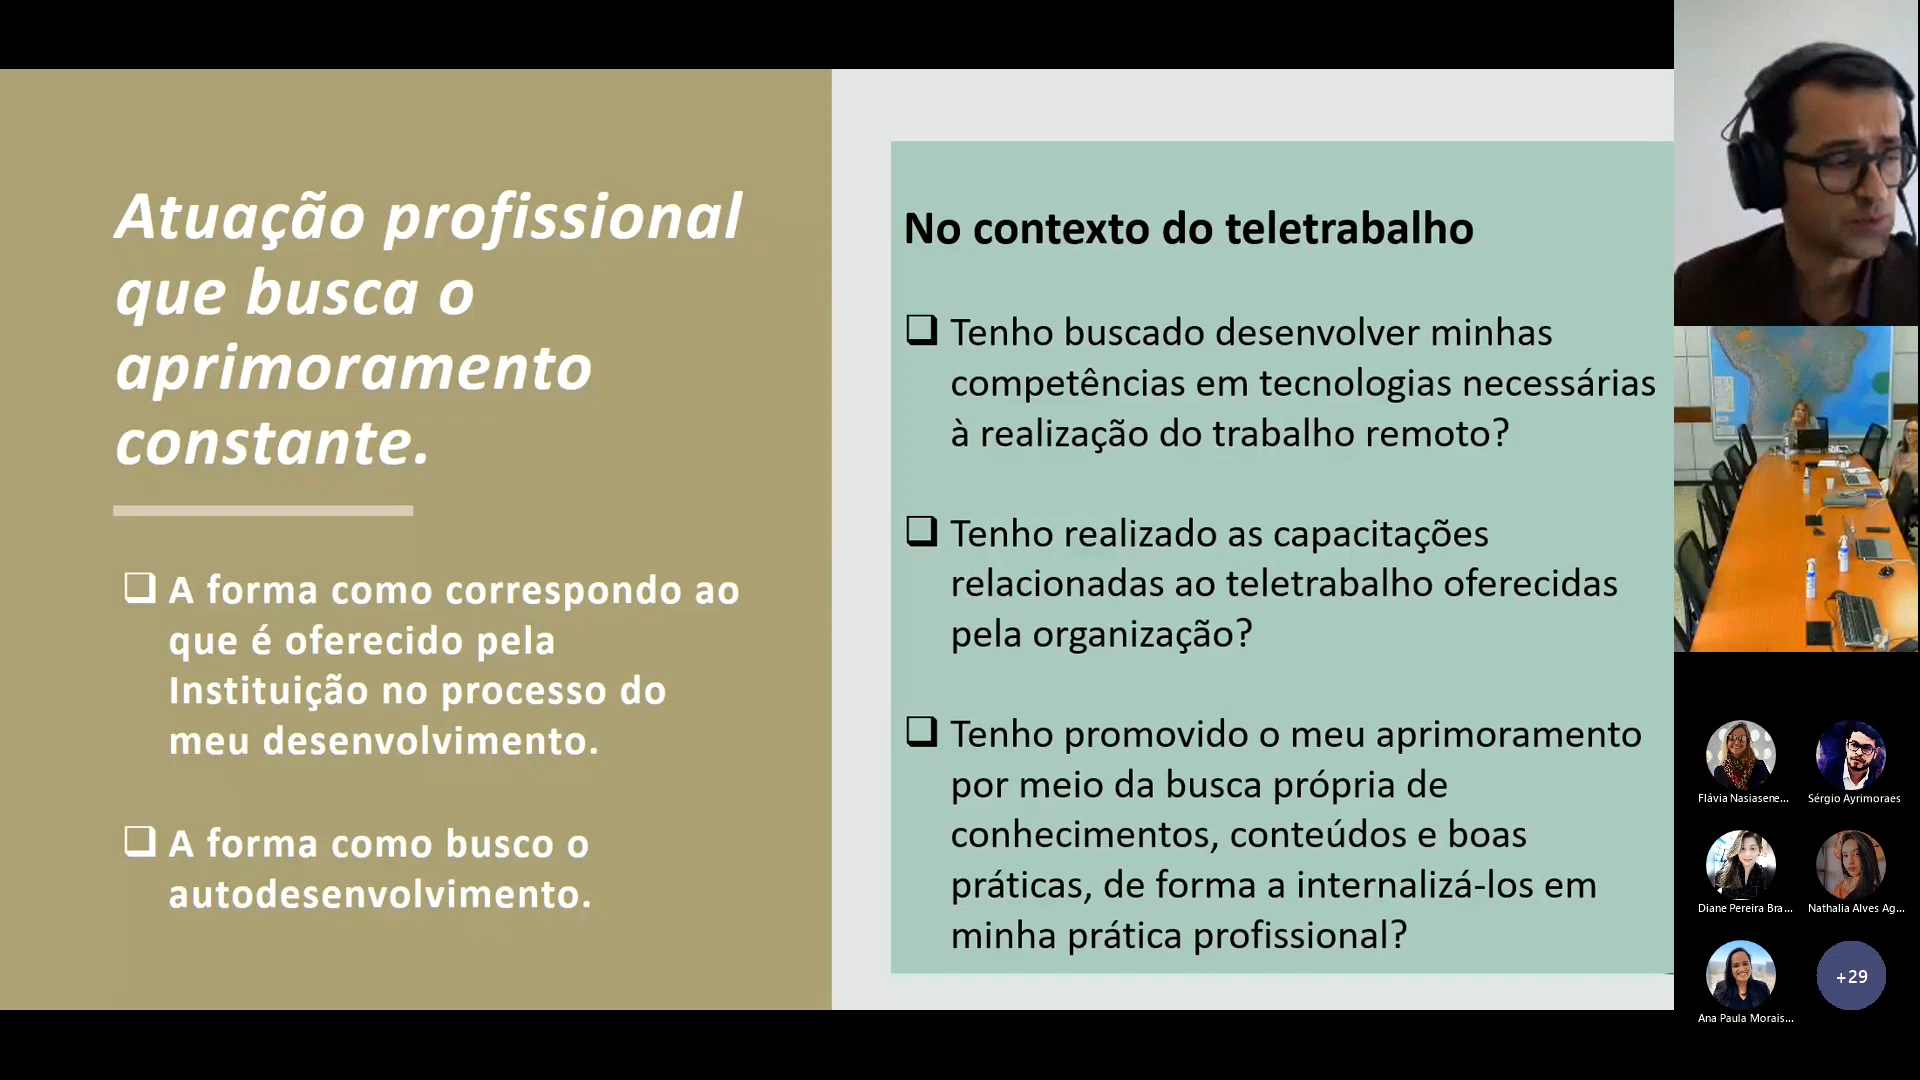 Atuação profissional
que busca o
aprimoramento
constante.
❑ A forma como correspondo ao
que é oferecido pela
Instituição no processo do
meu desenvolvimento.
❑ A forma como busco o
autodesenvolvimento.
No contexto do teletrabalho
❑ Tenho buscado desenvolver minhas
competências em tecnologias necessárias
à realização do trabalho remoto?
❑ Tenho realizado as capacitações
relacionadas ao teletrabalho oferecidas
pela organização?
❑ Tenho promovido o meu aprimoramento
por meio da busca própria de
conhecimentos, conteúdos e boas
práticas, de forma a internalizá-los em
minha prática profissional?
Flávia Nasiasene...
Sérgio Ayrimoraes
Diane Pereira Bra...
Nathalia Alves Ag...
Ana Paula Morais...
+29